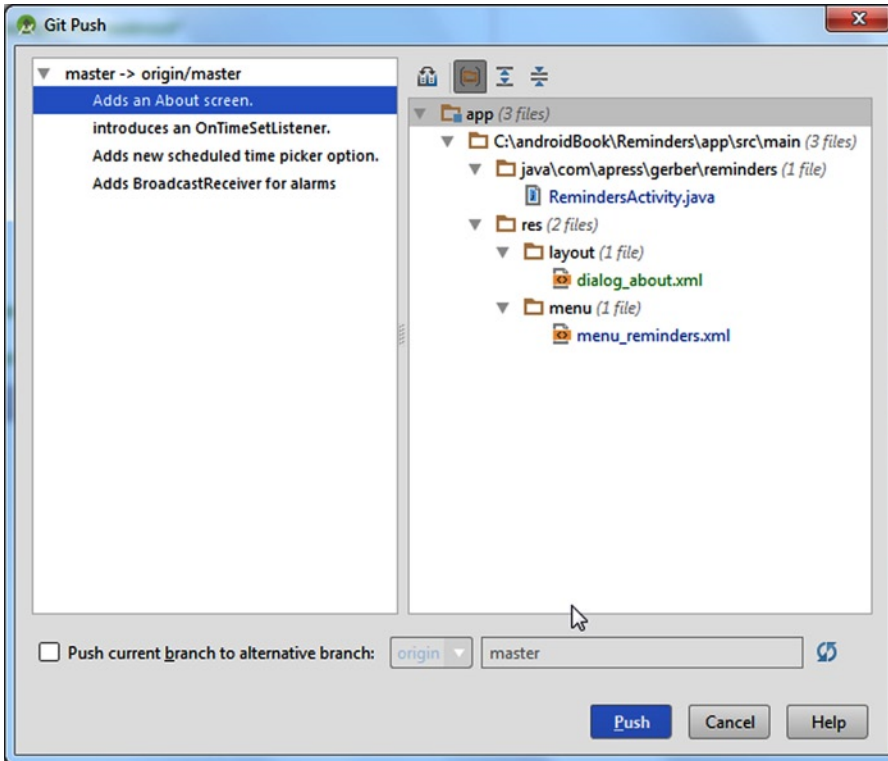 Git Push
master -> origin/master
Adds an About screen.
introduces an OnTimeSetListener.
Adds new scheduled time picker option.
Adds BroadcastReceiver for alarms
app (3 files)
C:\androidBook\Reminders\app\src\main (3 files)
java\com\apress\gerber\reminders (1 file)
RemindersActivity.java
res (2 files)
layout (1 file)
dialog_about.xml
menu (1 file)
menu_reminders.xml
Push current branch to alternative branch: origin master
Push Cancel Help